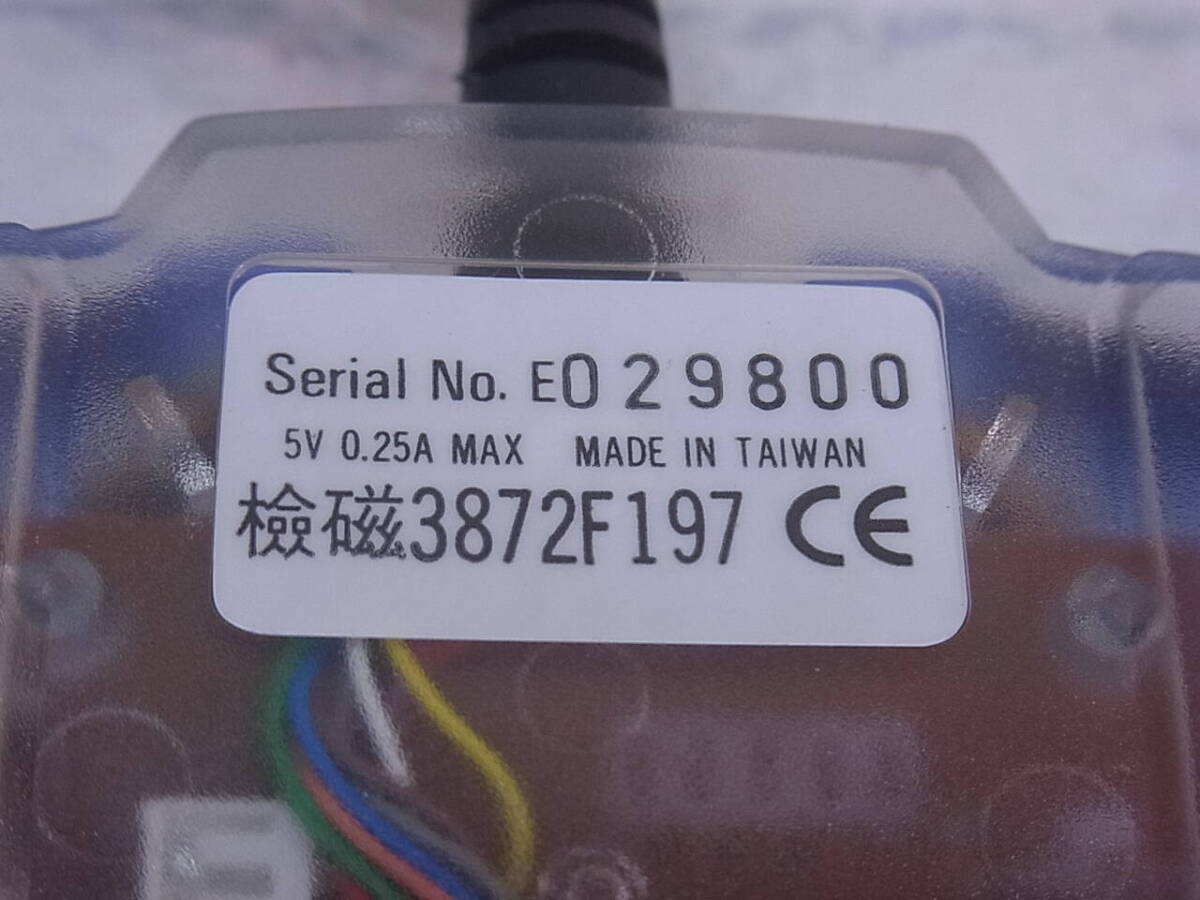 Serial No. E029800
5V 0.25A MAX MADE IN TAIWAN
檢磁3872F197 CE